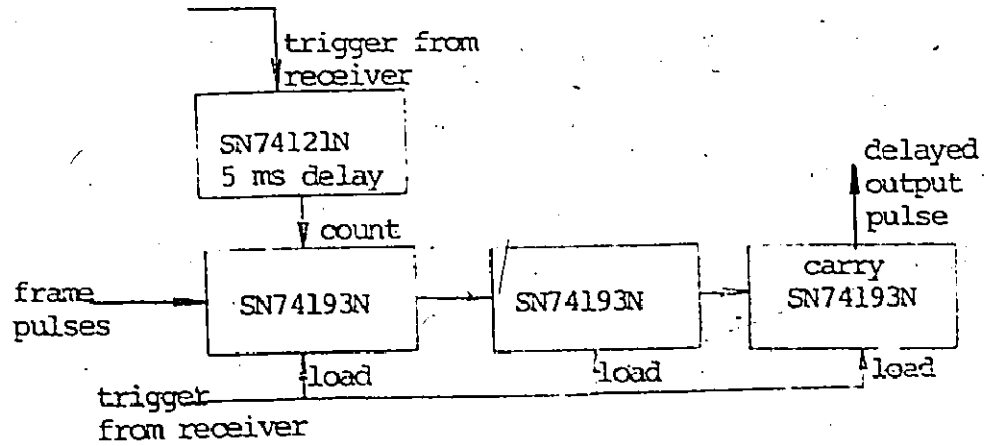 trigger from
receiver
SN74121N
5 ms delay
count
delayed
output
pulse
frame
pulses
SN74193N
SN74193N
carry
SN74193N
load
load
load
trigger
from receiver